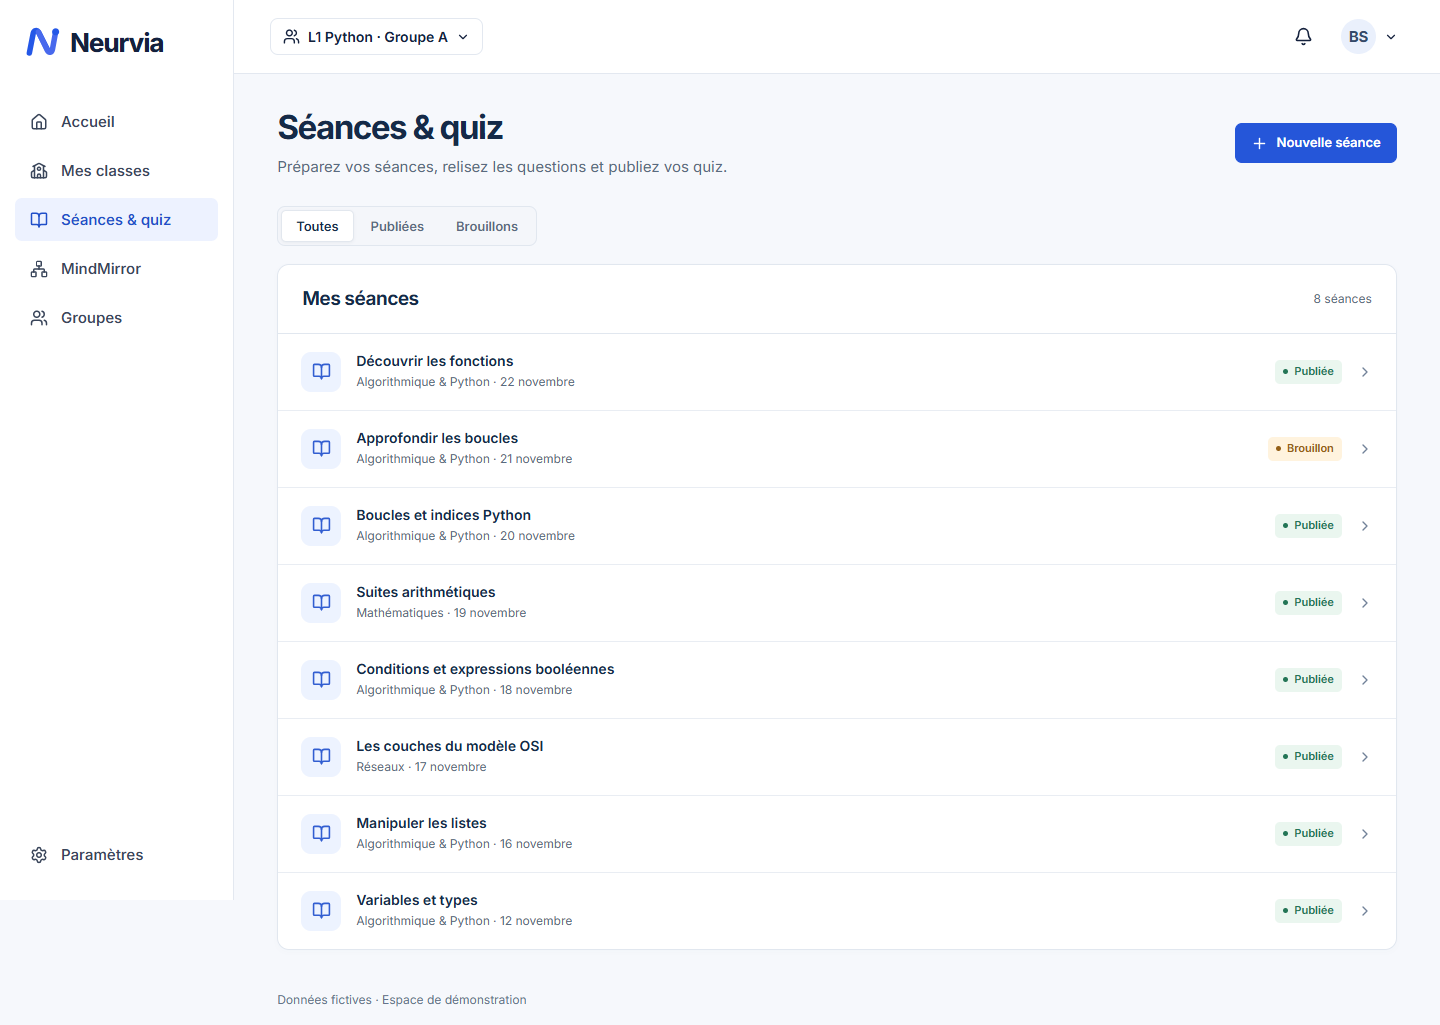 Neurvia
L1 Python · Groupe A
BS
Accueil
Mes classes
Séances & quiz
MindMirror
Groupes
Paramètres
Séances & quiz
Préparez vos séances, relisez les questions et publiez vos quiz.
Nouvelle séance
Toutes
Publiées
Brouillons
Mes séances
8 séances
Découvrir les fonctions
Algorithmique & Python · 22 novembre
Publiée
Approfondir les boucles
Algorithmique & Python · 21 novembre
Brouillon
Boucles et indices Python
Algorithmique & Python · 20 novembre
Publiée
Suites arithmétiques
Mathématiques · 19 novembre
Publiée
Conditions et expressions booléennes
Algorithmique & Python · 18 novembre
Publiée
Les couches du modèle OSI
Réseaux · 17 novembre
Publiée
Manipuler les listes
Algorithmique & Python · 16 novembre
Publiée
Variables et types
Algorithmique & Python · 12 novembre
Publiée
Données fictives · Espace de démonstration